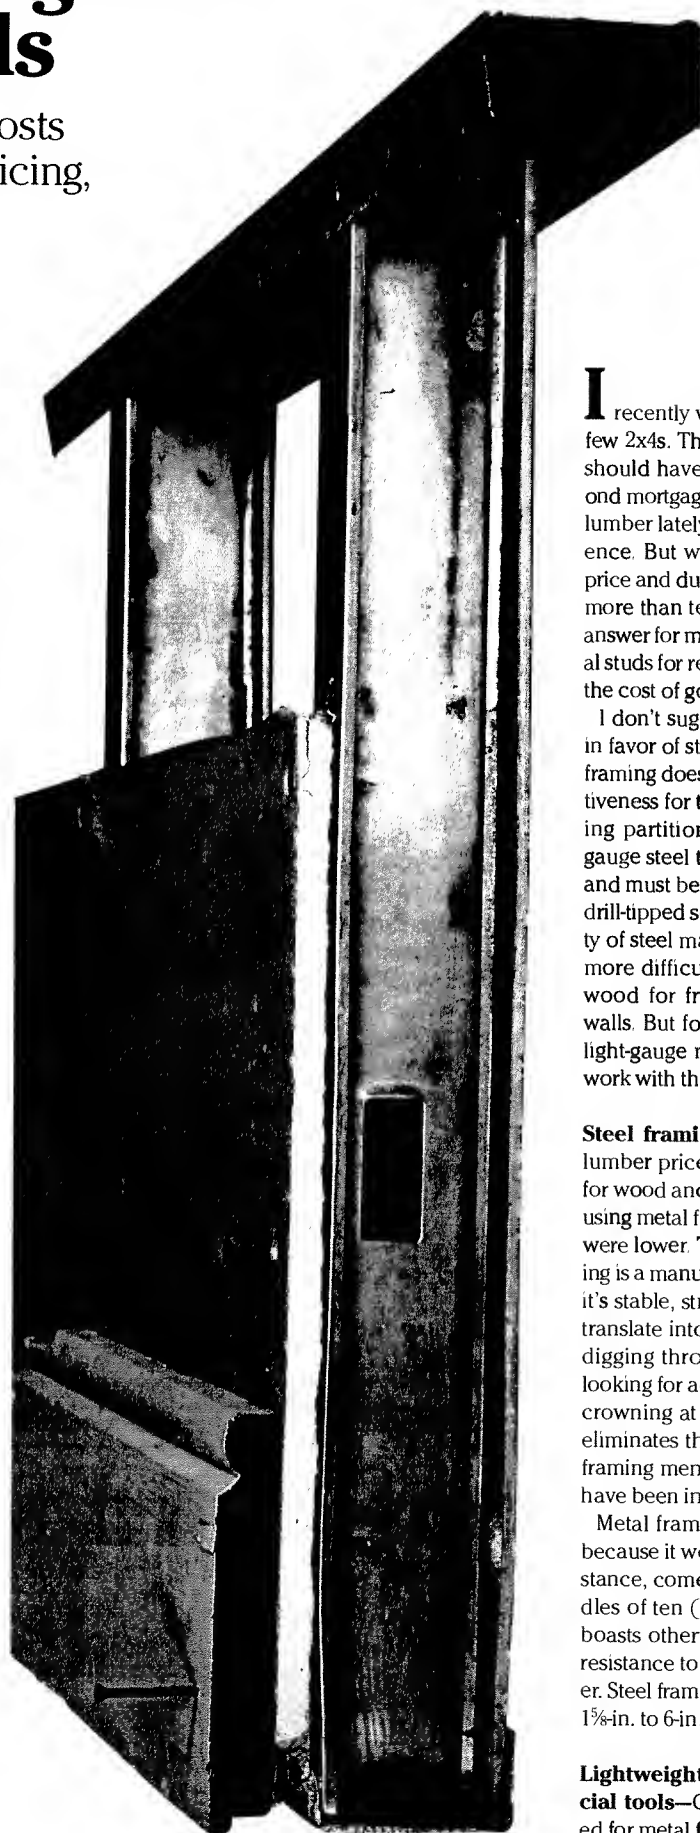 ls
osts
icing,
I recently v
few 2x4s. Th
should have
ond mortgag
lumber lately
ence. But w
price and du
more than te
answer for m
al studs for re
the cost of go
I don't sug
in favor of st
framing does
tiveness for t
ing partition
gauge steel t
and must be
drill-tipped s
ty of steel ma
more difficu
wood for fr
walls. But fo
light-gauge r
work with th
Steel frami
lumber price
for wood and
using metal f
were lower. T
ing is a manu
it's stable, str
translate into
digging thro
looking for a
crowning at
eliminates th
framing men
have been in
Metal fram
because it wo
stance, come
dles of ten (
boasts other
resistance to
er. Steel fram
1⅝-in. to 6-in
Lightweight
cial tools—C
ed for metal f